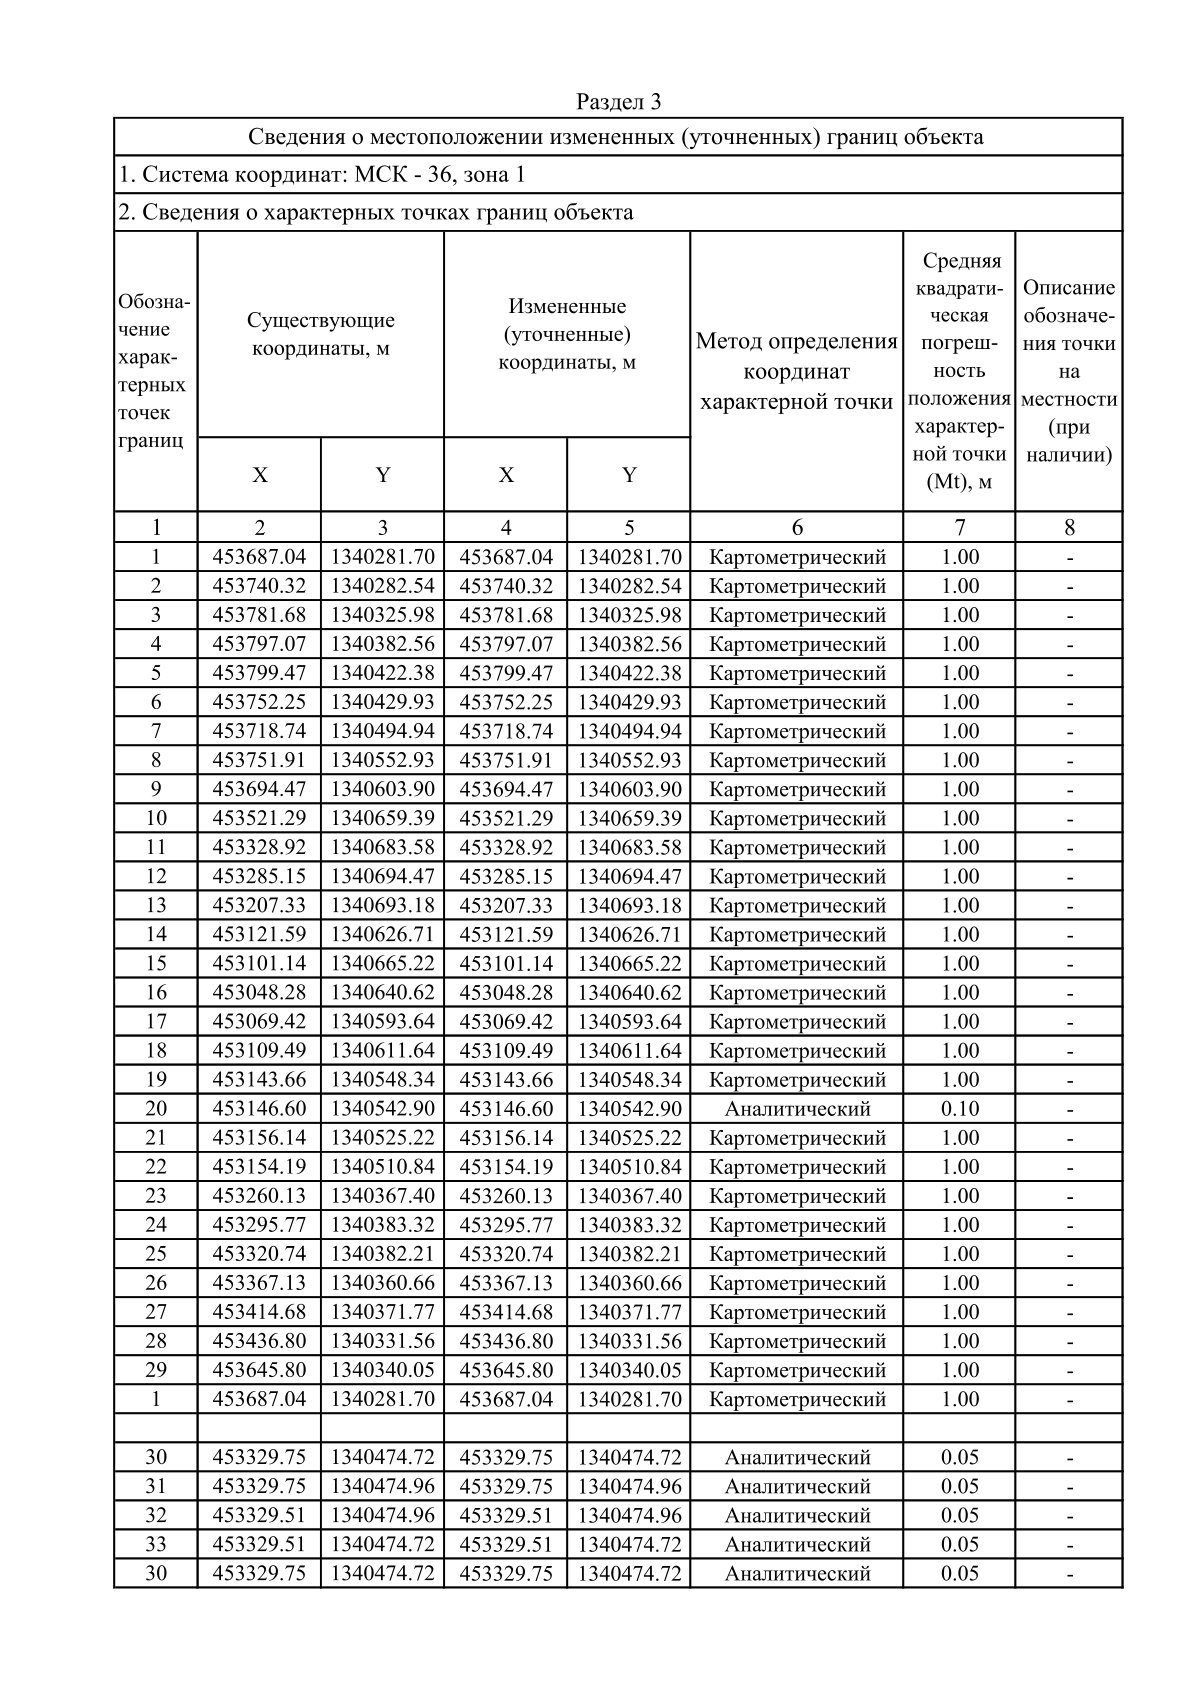 Раздел 3
Сведения о местоположении измененных (уточненных) границ объекта
1. Система координат: МСК - 36, зона 1
2. Сведения о характерных точках границ объекта
Обозна-
чение
харак-
терных
точек
границ
Существующие
координаты, м
Измененные
(уточненные)
координаты, м
Метод определения
координат
характерной точки
Средняя
квадрати-
ческая
погреш-
ность
положения
характер-
ной точки
(Mt), м
Описание
обозначе-
ния точки
на
местности
(при
наличии)
X Y X Y
1 2 3 4 5 6 7 8
1 453687.04 1340281.70 453687.04 1340281.70 Картометрический 1.00 -
2 453740.32 1340282.54 453740.32 1340282.54 Картометрический 1.00 -
3 453781.68 1340325.98 453781.68 1340325.98 Картометрический 1.00 -
4 453797.07 1340382.56 453797.07 1340382.56 Картометрический 1.00 -
5 453799.47 1340422.38 453799.47 1340422.38 Картометрический 1.00 -
6 453752.25 1340429.93 453752.25 1340429.93 Картометрический 1.00 -
7 453718.74 1340494.94 453718.74 1340494.94 Картометрический 1.00 -
8 453751.91 1340552.93 453751.91 1340552.93 Картометрический 1.00 -
9 453694.47 1340603.90 453694.47 1340603.90 Картометрический 1.00 -
10 453521.29 1340659.39 453521.29 1340659.39 Картометрический 1.00 -
11 453328.92 1340683.58 453328.92 1340683.58 Картометрический 1.00 -
12 453285.15 1340694.47 453285.15 1340694.47 Картометрический 1.00 -
13 453207.33 1340693.18 453207.33 1340693.18 Картометрический 1.00 -
14 453121.59 1340626.71 453121.59 1340626.71 Картометрический 1.00 -
15 453101.14 1340665.22 453101.14 1340665.22 Картометрический 1.00 -
16 453048.28 1340640.62 453048.28 1340640.62 Картометрический 1.00 -
17 453069.42 1340593.64 453069.42 1340593.64 Картометрический 1.00 -
18 453109.49 1340611.64 453109.49 1340611.64 Картометрический 1.00 -
19 453143.66 1340548.34 453143.66 1340548.34 Картометрический 1.00 -
20 453146.60 1340542.90 453146.60 1340542.90 Аналитический 0.10 -
21 453156.14 1340525.22 453156.14 1340525.22 Картометрический 1.00 -
22 453154.19 1340510.84 453154.19 1340510.84 Картометрический 1.00 -
23 453260.13 1340367.40 453260.13 1340367.40 Картометрический 1.00 -
24 453295.77 1340383.32 453295.77 1340383.32 Картометрический 1.00 -
25 453320.74 1340382.21 453320.74 1340382.21 Картометрический 1.00 -
26 453367.13 1340360.66 453367.13 1340360.66 Картометрический 1.00 -
27 453414.68 1340371.77 453414.68 1340371.77 Картометрический 1.00 -
28 453436.80 1340331.56 453436.80 1340331.56 Картометрический 1.00 -
29 453645.80 1340340.05 453645.80 1340340.05 Картометрический 1.00 -
1 453687.04 1340281.70 453687.04 1340281.70 Картометрический 1.00 -
30 453329.75 1340474.72 453329.75 1340474.72 Аналитический 0.05 -
31 453329.75 1340474.96 453329.75 1340474.96 Аналитический 0.05 -
32 453329.51 1340474.96 453329.51 1340474.96 Аналитический 0.05 -
33 453329.51 1340474.72 453329.51 1340474.72 Аналитический 0.05 -
30 453329.75 1340474.72 453329.75 1340474.72 Аналитический 0.05 -